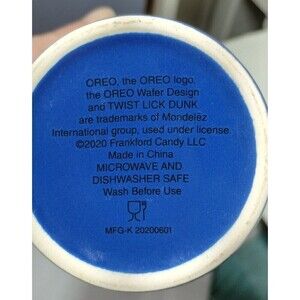 OREO, the OREO logo,
the OREO Wafer Design
and TWIST LICK DUNK
are trademarks of Mondelez
International group, used under license.
©2020 Frankford Candy LLC
Made in China
MICROWAVE AND
DISHWASHER SAFE
Wash Before Use
MFG-K 20200601